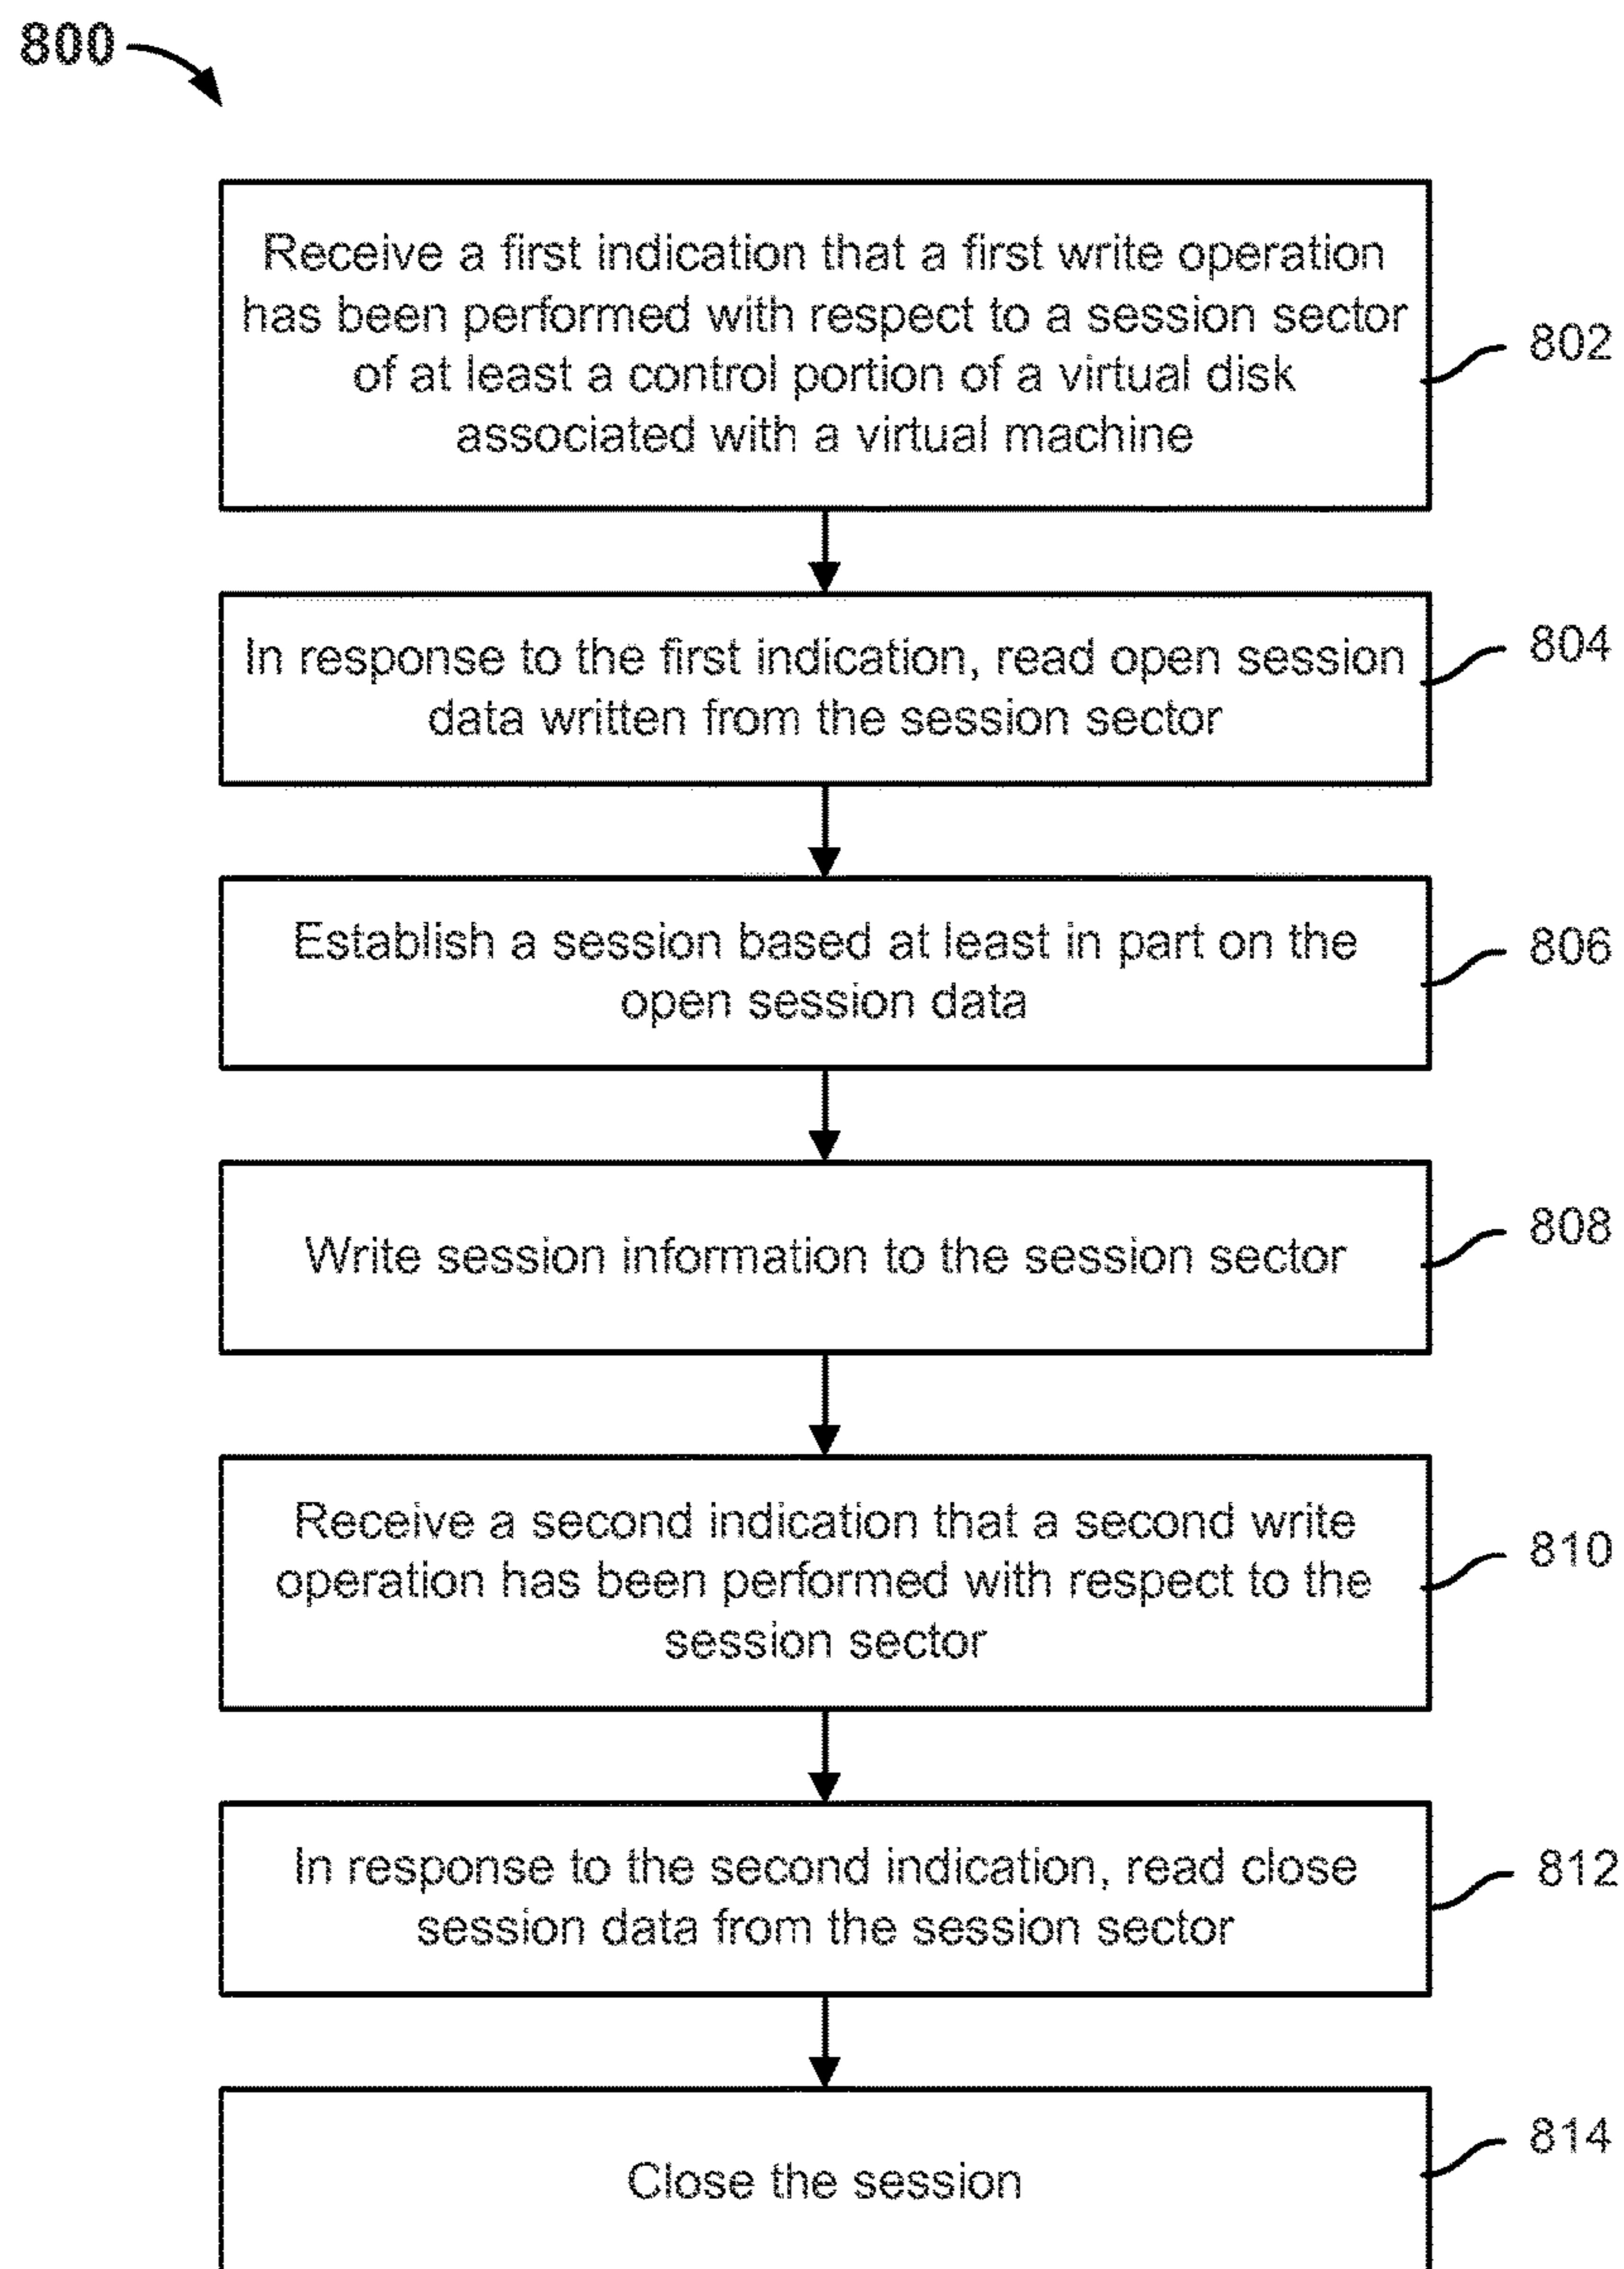 800
Receive a first indication that a first write operation
has been performed with respect to a session sector
of at least a control portion of a virtual disk
associated with a virtual machine
802
In response to the first indication, read open session
data written from the session sector
804
Establish a session based at least in part on the
open session data
806
Write session information to the session sector
808
Receive a second indication that a second write
operation has been performed with respect to the
session sector
810
In response to the second indication, read close
session data from the session sector
812
Close the session
814